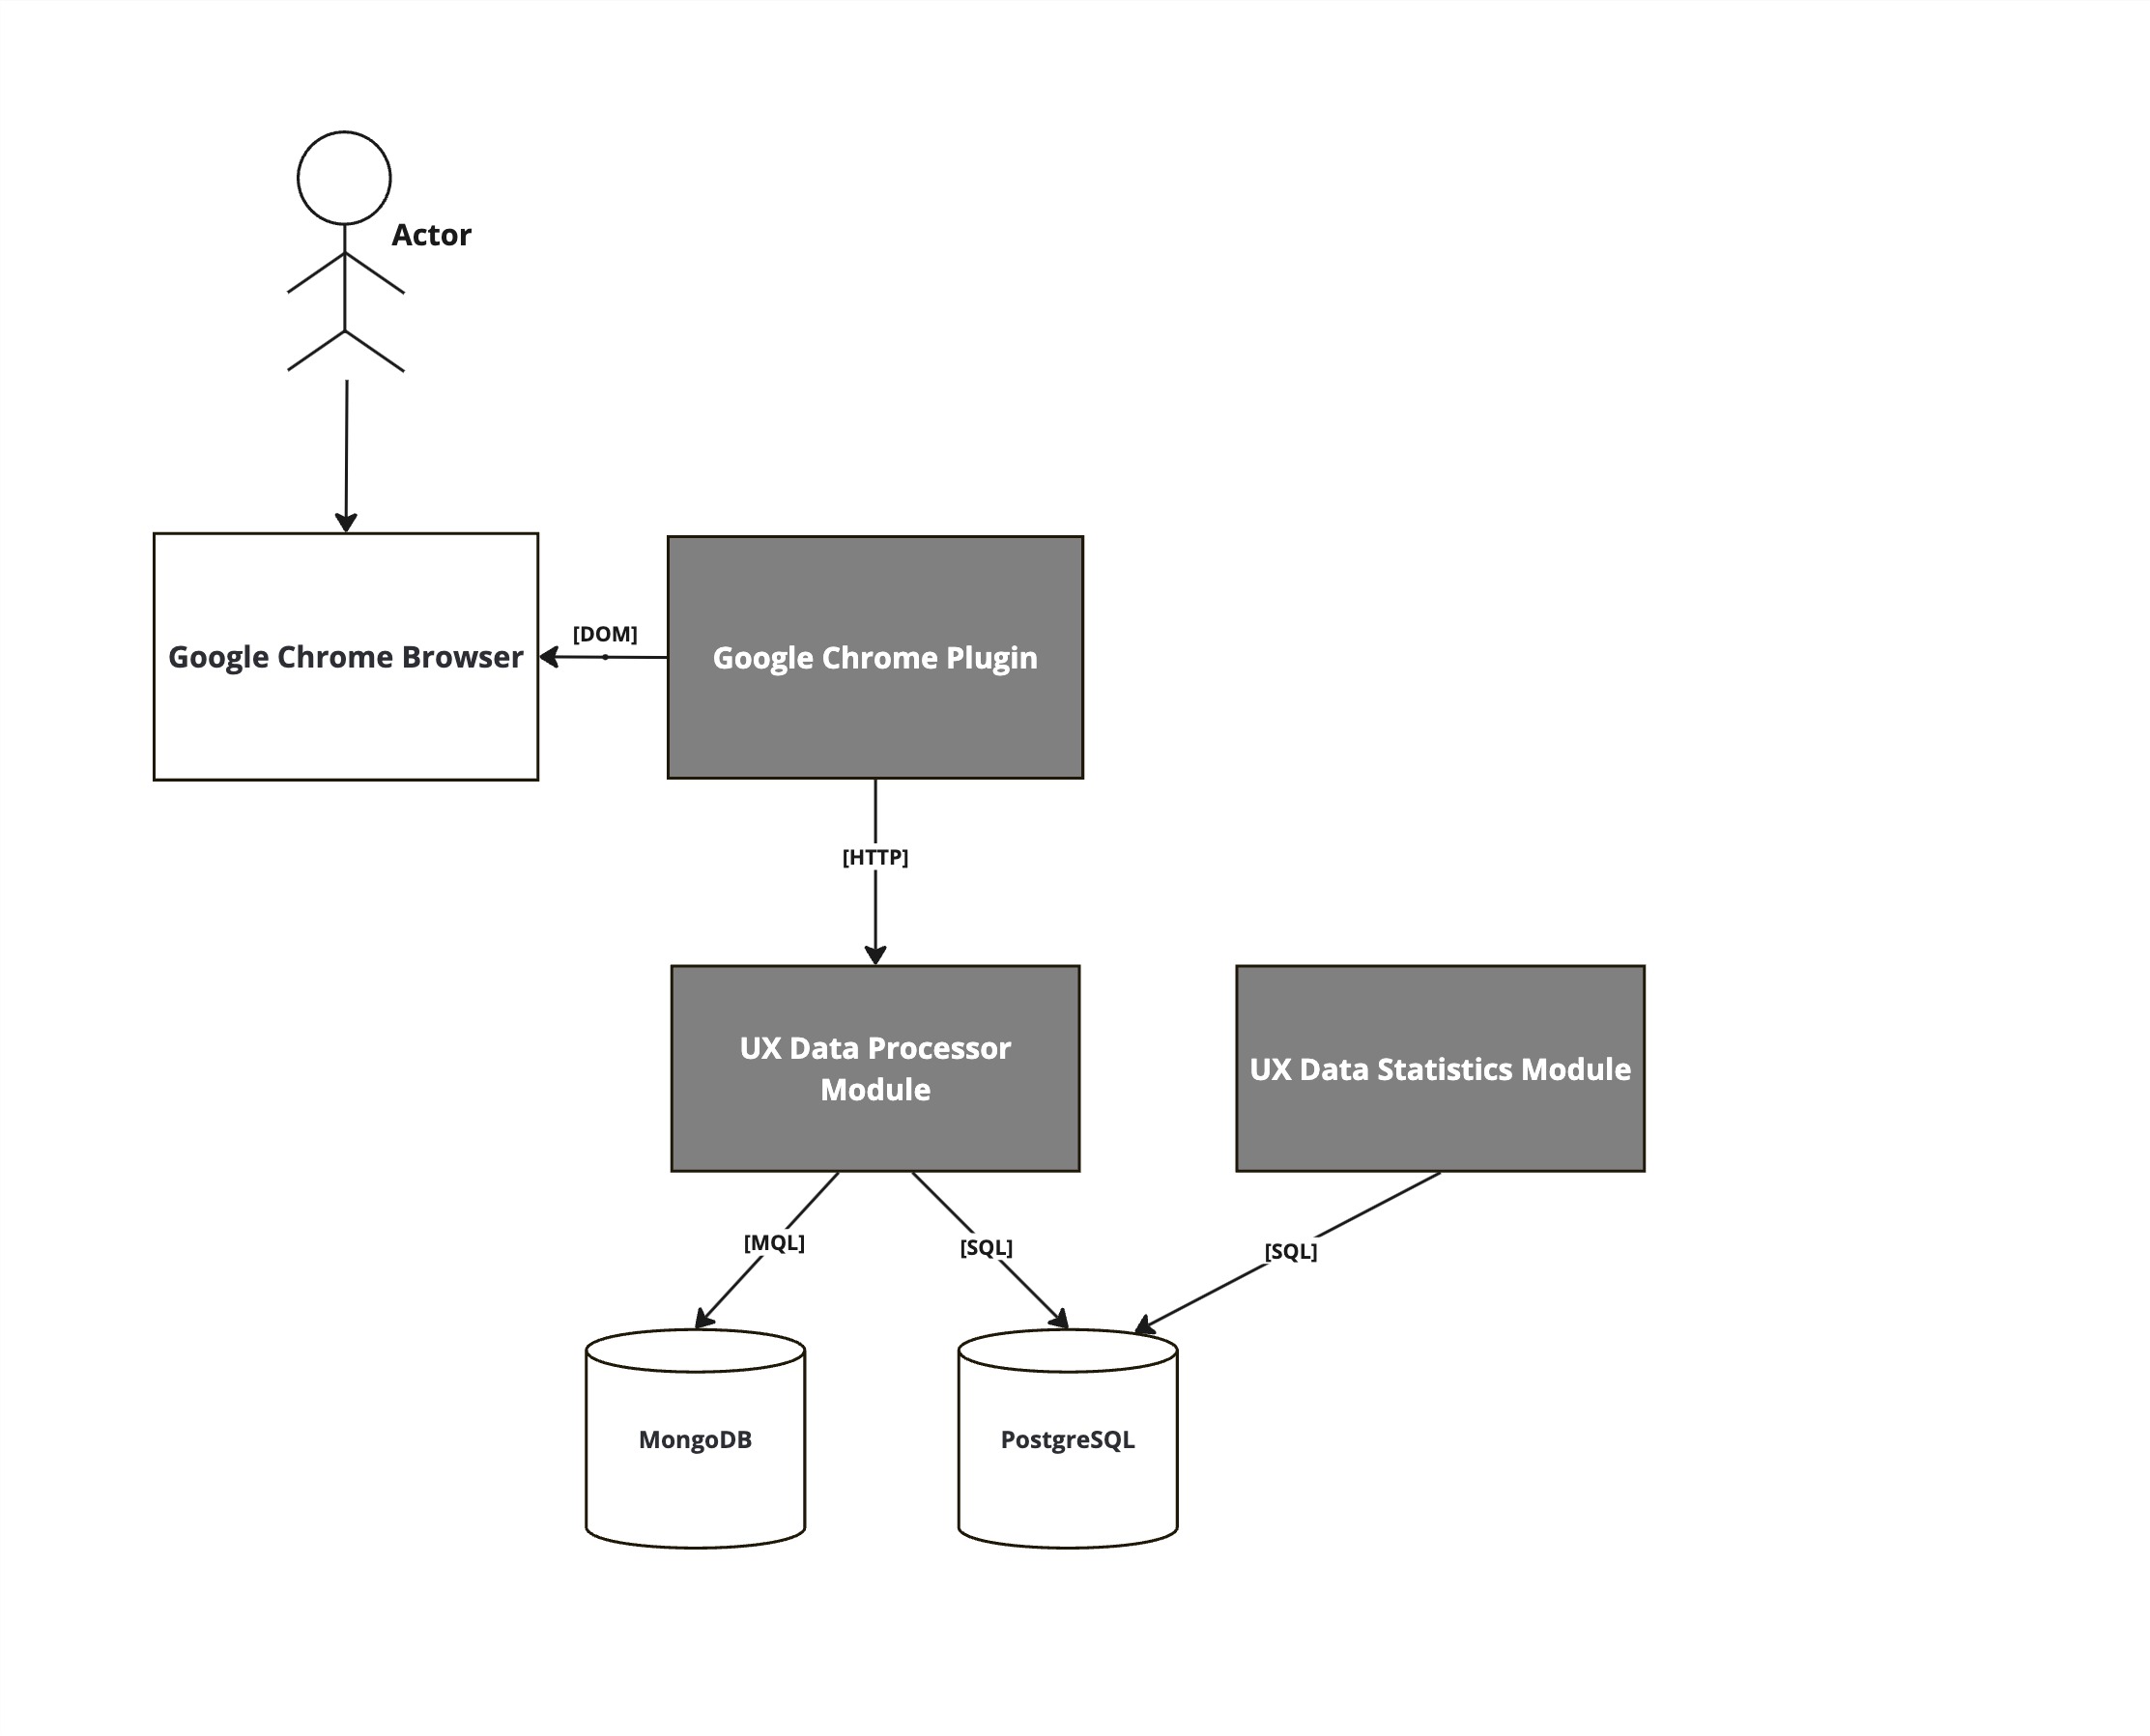 Actor
Google Chrome Browser
[DOM]
Google Chrome Plugin
[HTTP]
UX Data Processor
Module
UX Data Statistics Module
[MQL]
[SQL]
[SQL]
MongoDB
PostgreSQL